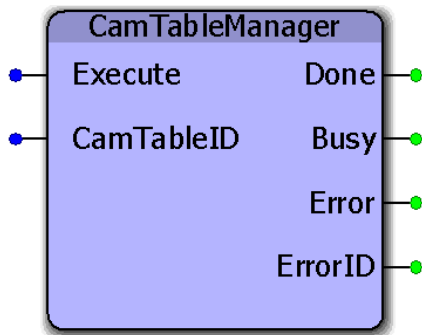 CamTableManager
Execute Done
CamTableID Busy
Error
ErrorID